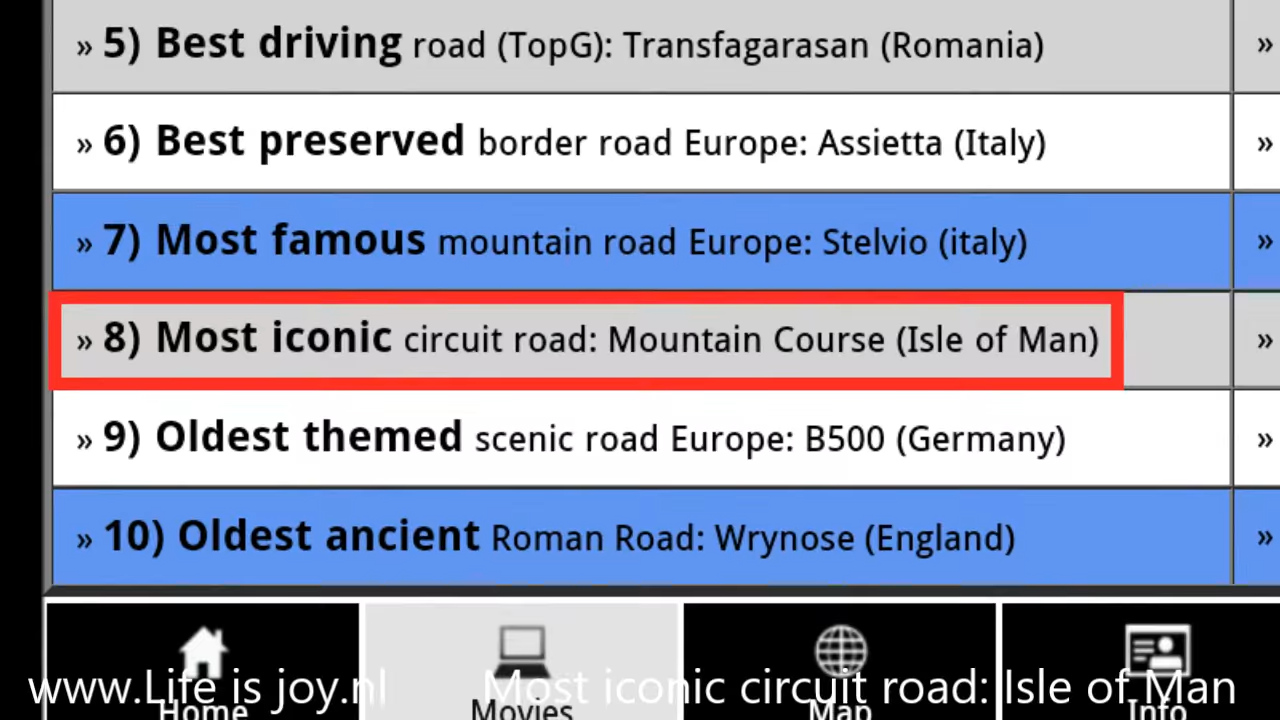 » 5) Best driving road (TopG): Transfagarasan (Romania) »
» 6) Best preserved border road Europe: Assietta (Italy) »
» 7) Most famous mountain road Europe: Stelvio (italy) »
» 8) Most iconic circuit road: Mountain Course (Isle of Man) »
» 9) Oldest themed scenic road Europe: B500 (Germany) »
» 10) Oldest ancient Roman Road: Wrynose (England) »
www.Life is joy.nl Most iconic circuit road: Isle of Man
Home Movies Map Info